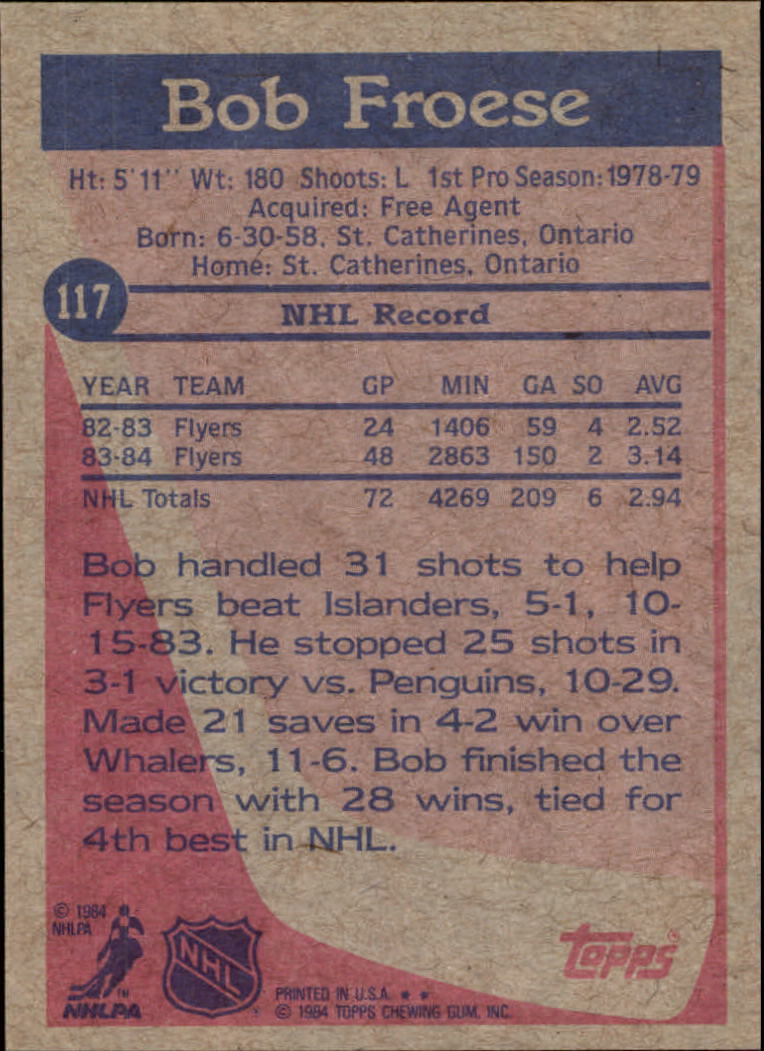 Bob Froese
Ht: 5'11'' Wt: 180 Shoots: L 1st Pro Season: 1978-79
Acquired: Free Agent
Born: 6-30-58, St. Catherines, Ontario
Home: St. Catherines, Ontario
117
NHL Record
YEAR TEAM GP MIN GA SO AVG
82-83 Flyers 24 1406 59 4 2.52
83-84 Flyers 48 2863 150 2 3.14
NHL Totals 72 4269 209 6 2.94
Bob handled 31 shots to help
Flyers beat Islanders, 5-1, 10-
15-83. He stopped 25 shots in
3-1 victory vs. Penguins, 10-29.
Made 21 saves in 4-2 win over
Whalers, 11-6. Bob finished the
season with 28 wins, tied for
4th best in NHL.
© 1984
NHLPA
NHLPA™
NHL
topps®
PRINTED IN U.S.A. **
© 1984 TOPPS CHEWING GUM, INC.